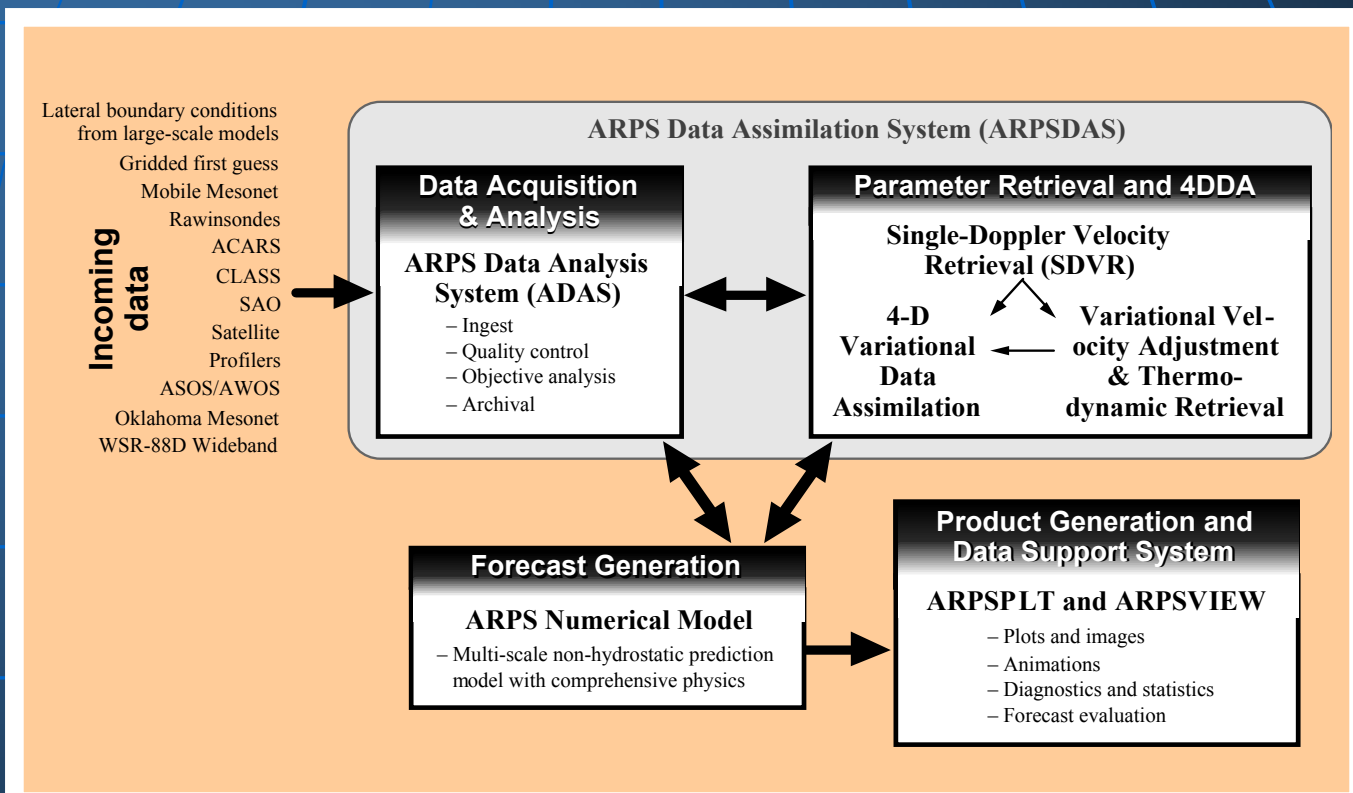 Lateral boundary conditions
from large-scale models
Gridded first guess
Mobile Mesonet
Rawinsondes
ACARS
CLASS
SAO
Satellite
Profilers
ASOS/AWOS
Oklahoma Mesonet
WSR-88D Wideband
Incoming
data
ARPS Data Assimilation System (ARPSDAS)
Data Acquisition
& Analysis
ARPS Data Analysis
System (ADAS)
– Ingest
– Quality control
– Objective analysis
– Archival
Parameter Retrieval and 4DDA
Single-Doppler Velocity
Retrieval (SDVR)
4-D
Variational
Data
Assimilation
Variational Vel-
ocity Adjustment
& Thermo-
dynamic Retrieval
Forecast Generation
ARPS Numerical Model
– Multi-scale non-hydrostatic prediction
model with comprehensive physics
Product Generation and
Data Support System
ARPSPLT and ARPSVIEW
– Plots and images
– Animations
– Diagnostics and statistics
– Forecast evaluation